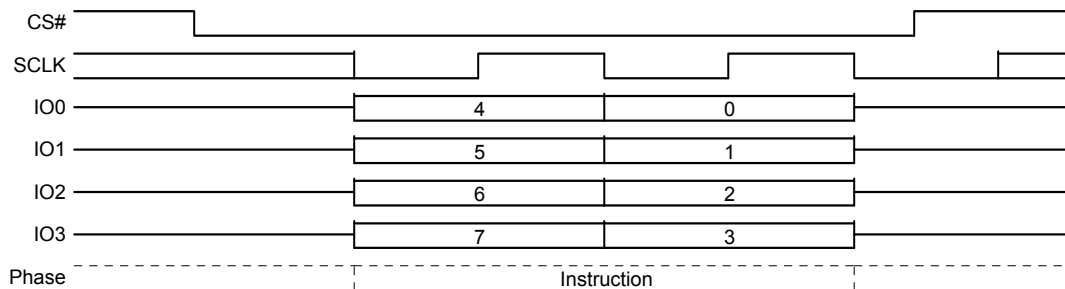 CS#
SCLK
IO0 4 0
IO1 5 1
IO2 6 2
IO3 7 3
Phase Instruction